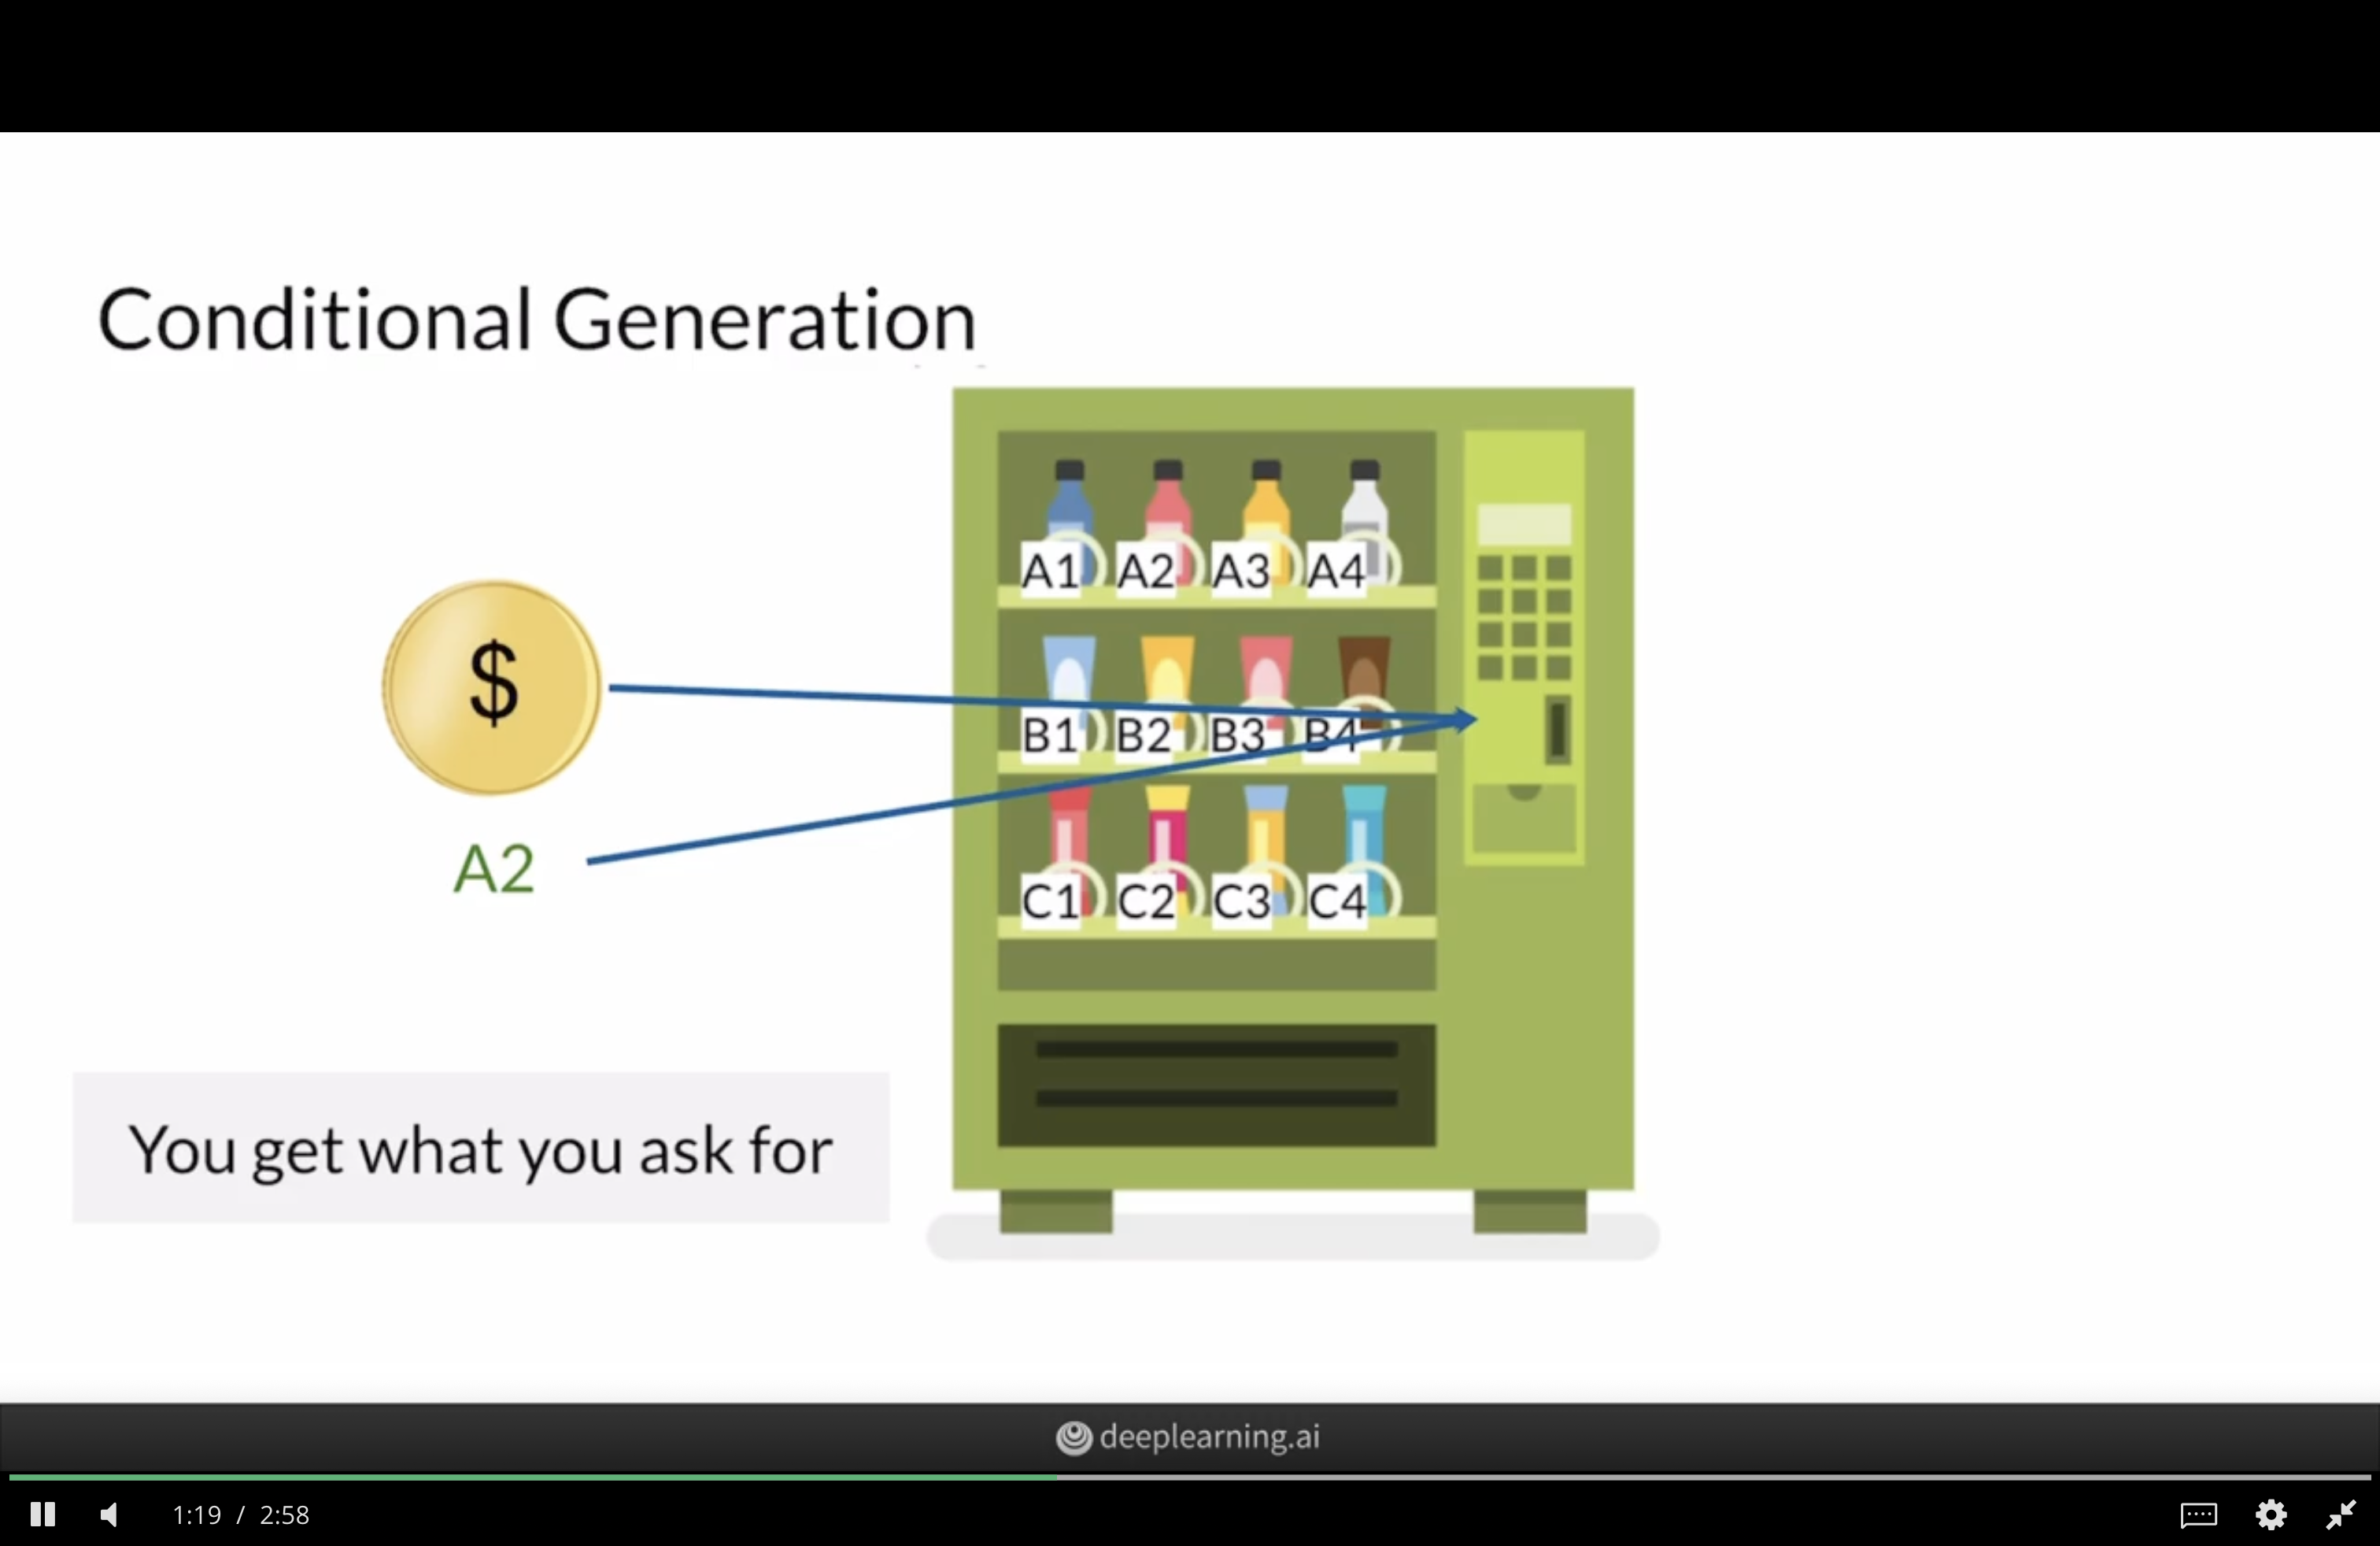 Conditional Generation
A1 A2 A3 A4
$
B1 B2 B3 B4
A2
C1 C2 C3 C4
You get what you ask for
deeplearning.ai
1:19 / 2:58